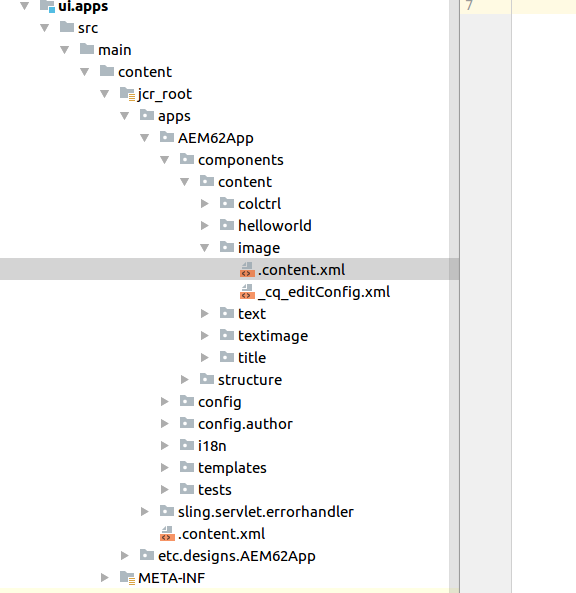 ui.apps
7
src
main
content
jcr_root
apps
AEM62App
components
content
colctrl
helloworld
image
.content.xml
_cq_editConfig.xml
text
textimage
title
structure
config
config.author
i18n
templates
tests
sling.servlet.errorhandler
.content.xml
etc.designs.AEM62App
META-INF